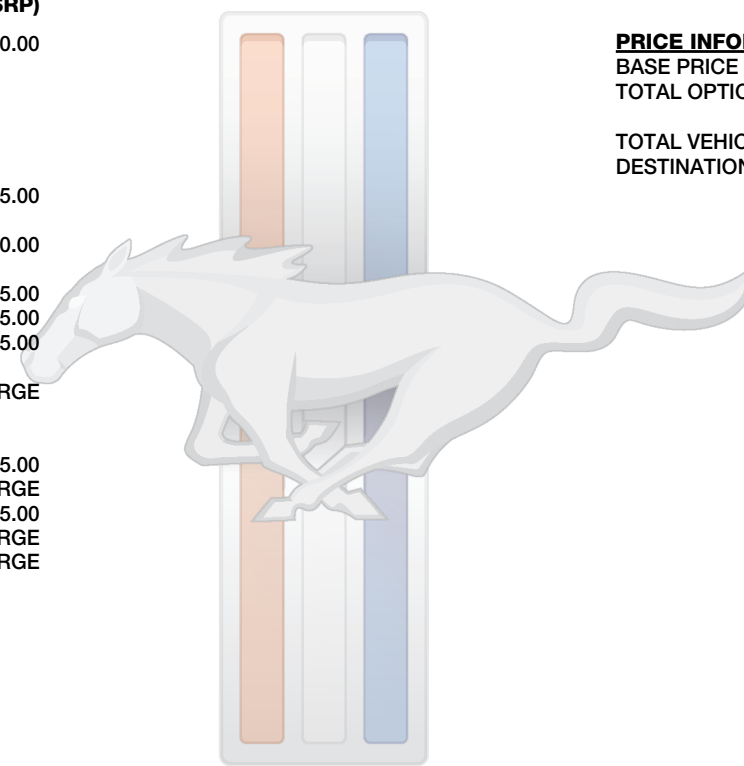 SRP)
0.00
5.00
0.00
5.00
5.00
5.00
RGE
5.00
RGE
5.00
RGE
RGE
PRICE INFO
BASE PRICE
TOTAL OPTIO
TOTAL VEHIC
DESTINATION